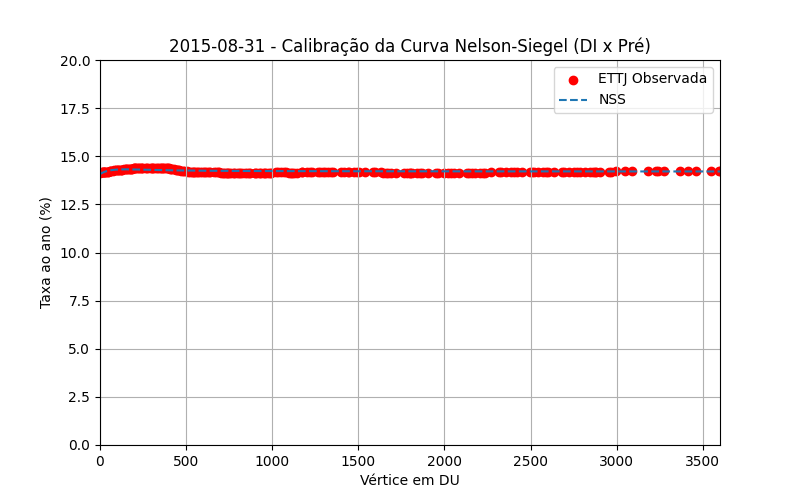 2015-08-31 - Calibração da Curva Nelson-Siegel (DI x Pré)
ETTJ Observada
NSS
Taxa ao ano (%)
20.0
17.5
15.0
12.5
10.0
7.5
5.0
2.5
0.0
0 500 1000 1500 2000 2500 3000 3500
Vértice em DU